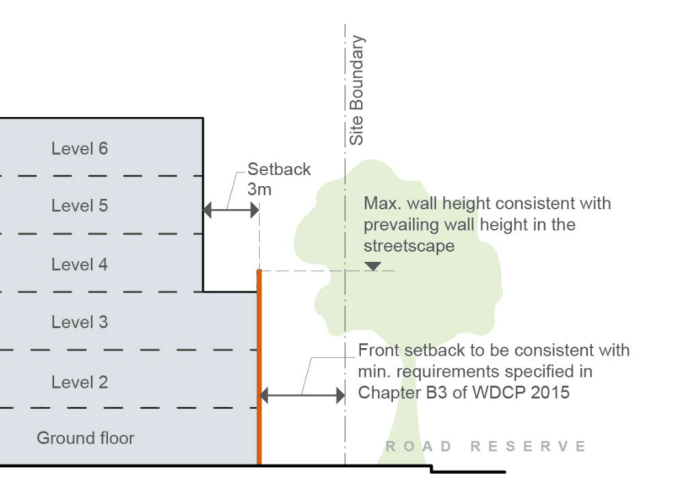 Site Boundary
Level 6
Setback
3m
Level 5
Max. wall height consistent with
prevailing wall height in the
streetscape
Level 4
Level 3
Front setback to be consistent with
min. requirements specified in
Chapter B3 of WDCP 2015
Level 2
Ground floor
ROAD RESERVE